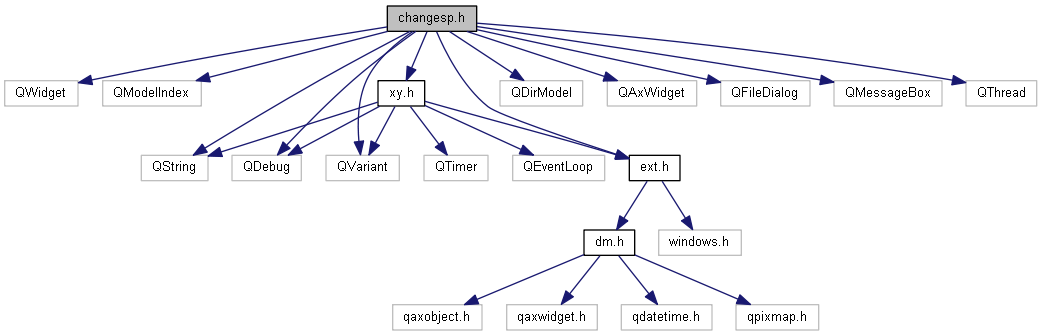 changesp.h
QWidget
QModelIndex
xy.h
QDirModel
QAxWidget
QFileDialog
QMessageBox
QThread
QString
QDebug
QVariant
QTimer
QEventLoop
ext.h
dm.h
windows.h
qaxobject.h
qaxwidget.h
qdatetime.h
qpixmap.h